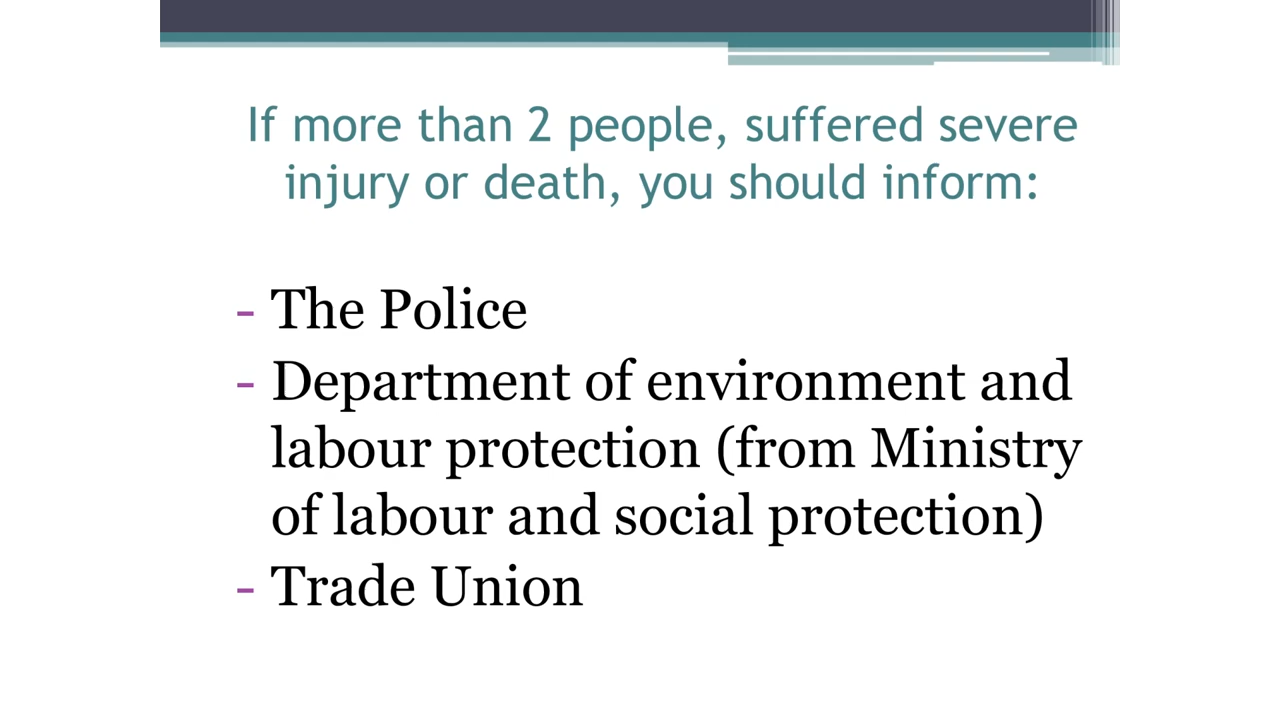 If more than 2 people, suffered severe
injury or death, you should inform:
- The Police
- Department of environment and
labour protection (from Ministry
of labour and social protection)
- Trade Union